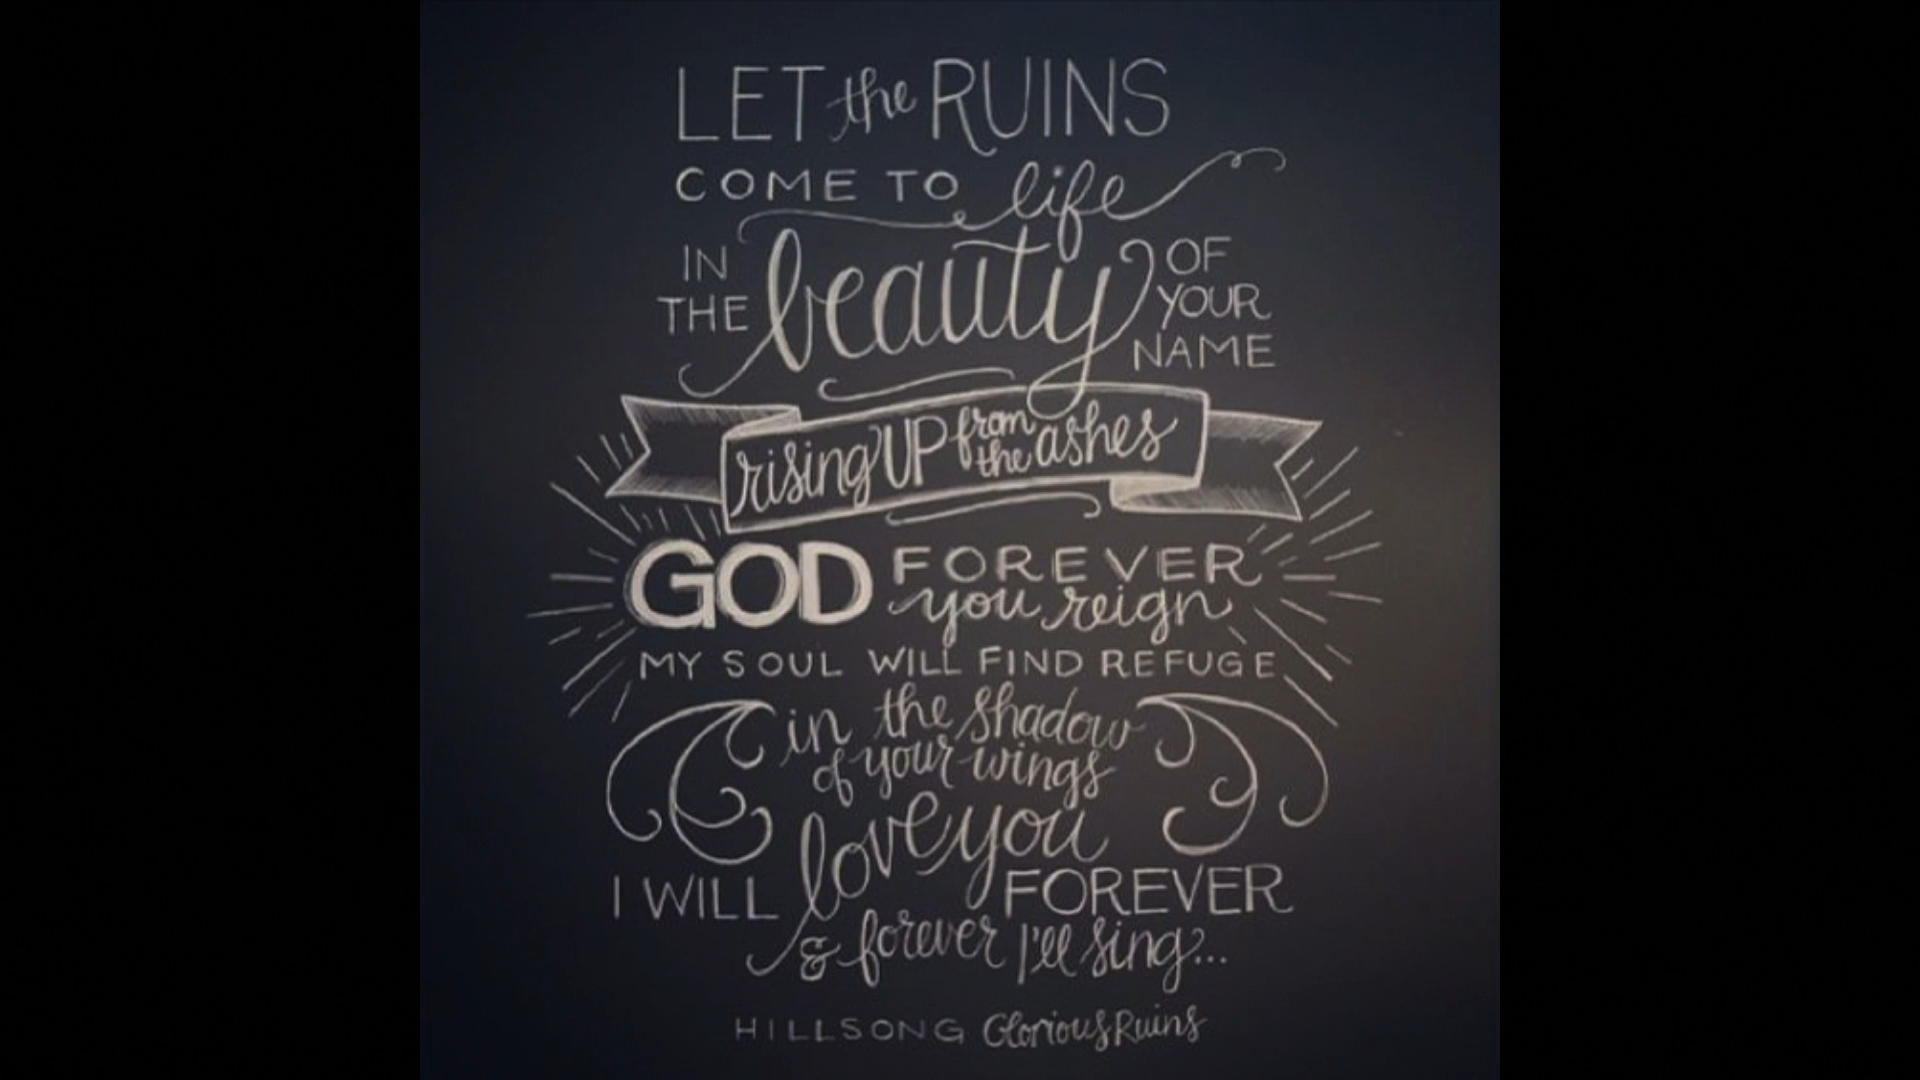 LET the RUINS
COME TO life
IN THE beauty OF YOUR NAME
rising UP from the ashes
GOD FOREVER you reign
MY SOUL WILL FIND REFUGE
in the shadow
of your wings
I WILL love you FOREVER
& forever I'll sing...
HILLSONG Glorious Ruins